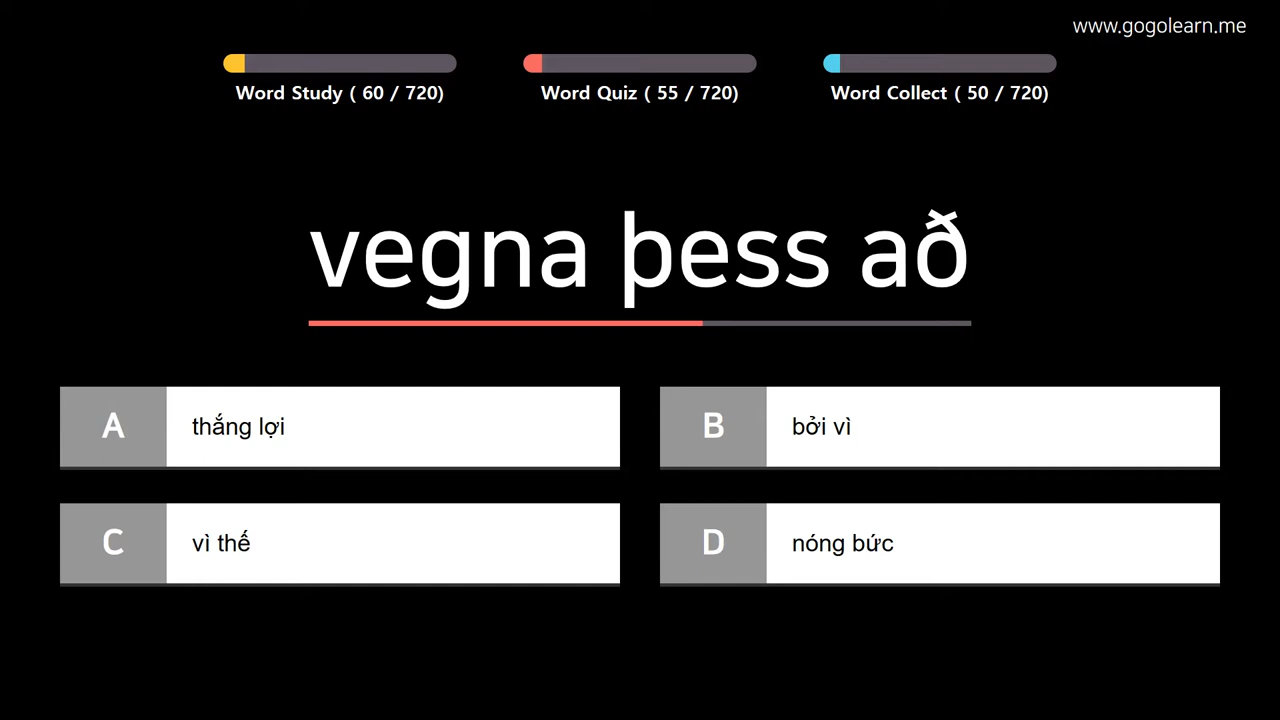 www.gogolearn.me
Word Study ( 60 / 720)
Word Quiz ( 55 / 720)
Word Collect ( 50 / 720)
vegna þess að
A thắng lợi
B bởi vì
C vì thế
D nóng bức